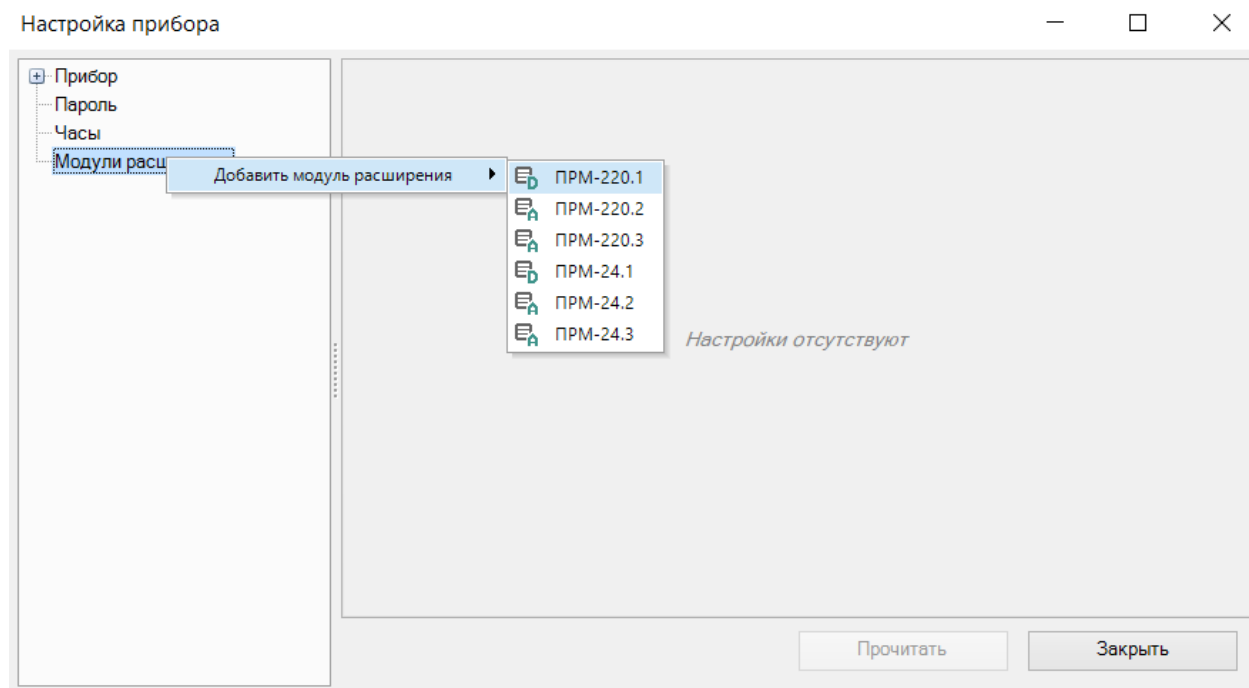 Настройка прибора
Прибор
Пароль
Часы
Модули расш
Добавить модуль расширения
ПРМ-220.1
ПРМ-220.2
ПРМ-220.3
ПРМ-24.1
ПРМ-24.2
ПРМ-24.3
Настройки отсутствуют
Прочитать
Закрыть